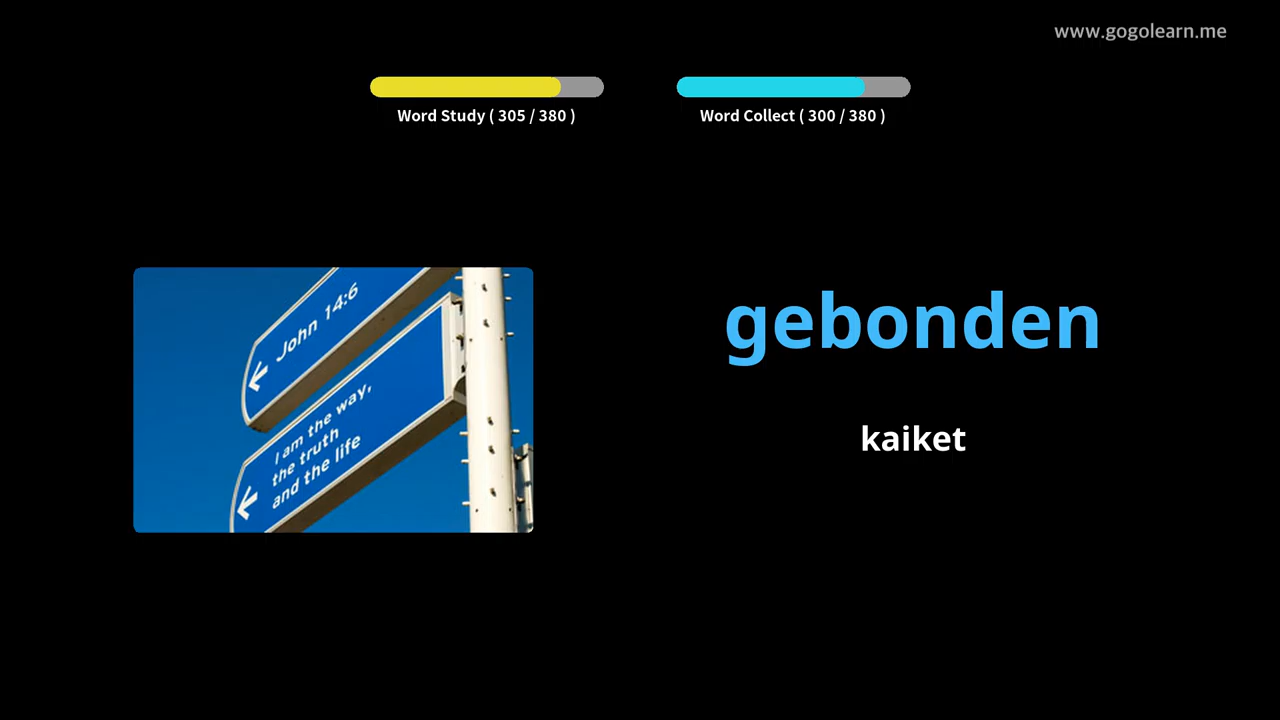 www.gogolearn.me
Word Study ( 305 / 380 )
Word Collect ( 300 / 380 )
John 14:6
I am the way,
the truth
and the life
gebonden
kaiket